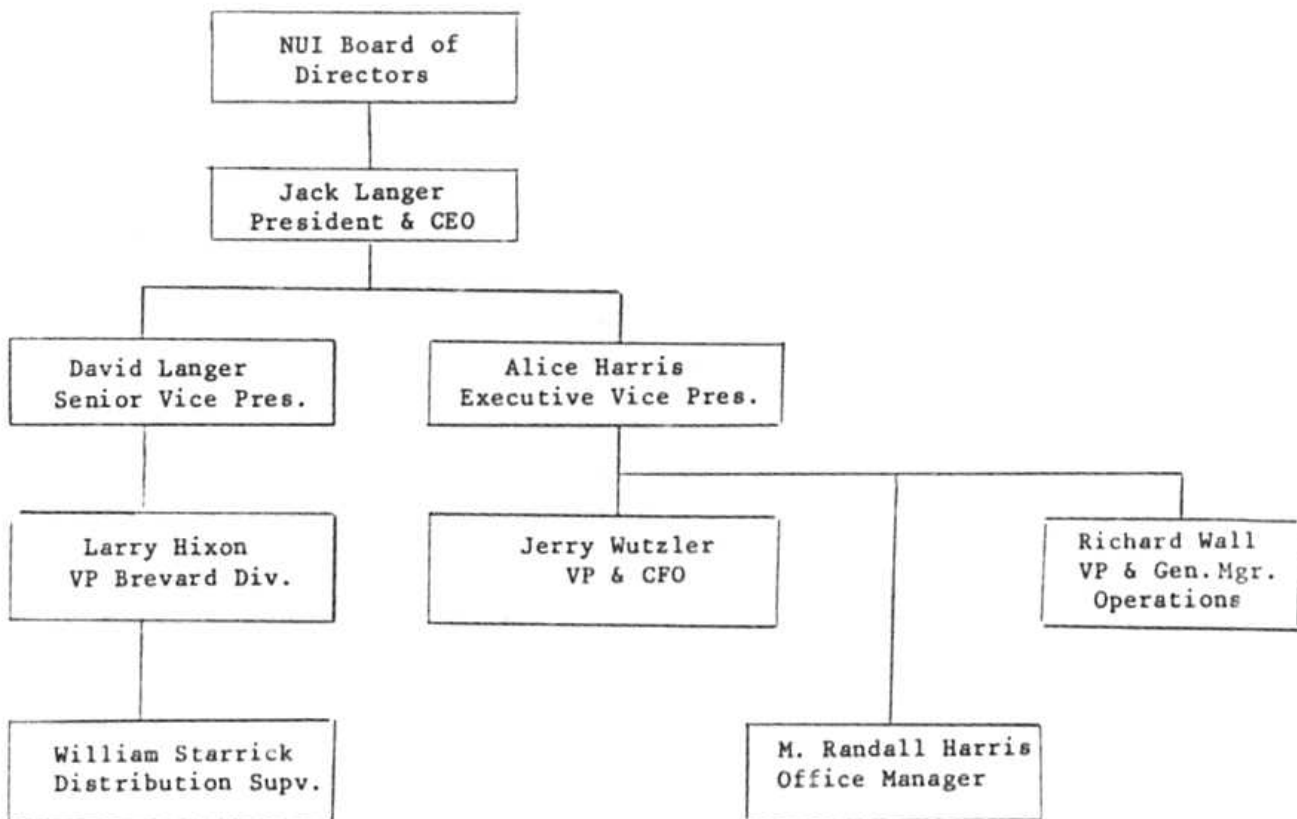 NUI Board of
Directors
Jack Langer
President & CEO
David Langer
Senior Vice Pres.
Alice Harris
Executive Vice Pres.
Larry Hixon
VP Brevard Div.
Jerry Wutzler
VP & CFO
Richard Wall
VP & Gen. Mgr.
Operations
William Starrick
Distribution Supv.
M. Randall Harris
Office Manager